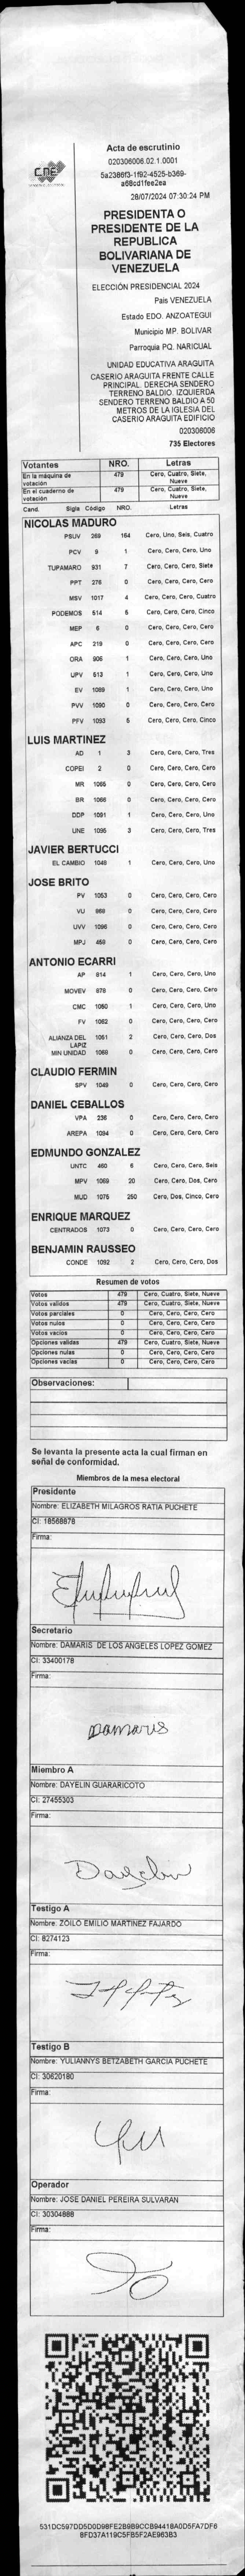 CNE
Acta de escrutinio
020306006.02.1.0001
5a2386f3-1f92-4525-b369-
a68cd1fee2ea
28/07/2024 07:30:24 PM
PRESIDENTA O
PRESIDENTE DE LA
REPUBLICA
BOLIVARIANA DE
VENEZUELA
ELECCIÓN PRESIDENCIAL 2024
Pais VENEZUELA
Estado EDO. ANZOATEGUI
Municipio MP. BOLIVAR
Parroquia PQ. NARICUAL
UNIDAD EDUCATIVA ARAGUITA
CASERIO ARAGUITA FRENTE CALLE
PRINCIPAL. DERECHA SENDERO
TERRENO BALDIO. IZQUIERDA
SENDERO TERRENO BALDIO A 50
METROS DE LA IGLESIA DEL
CASERIO ARAGUITA EDIFICIO
020306006
735 Electores
Votantes NRO. Letras
En la máquina de votación 479 Cero, Cuatro, Siete, Nueve
En el cuaderno de votación 479 Cero, Cuatro, Siete, Nueve
Cand. Sigla Código NRO. Letras
NICOLAS MADURO
PSUV 269 164 Cero, Uno, Seis, Cuatro
PCV 9 1 Cero, Cero, Cero, Uno
TUPAMARO 931 7 Cero, Cero, Cero, Siete
PPT 276 0 Cero, Cero, Cero, Cero
MSV 1017 4 Cero, Cero, Cero, Cuatro
PODEMOS 514 5 Cero, Cero, Cero, Cinco
MEP 6 0 Cero, Cero, Cero, Cero
APC 219 0 Cero, Cero, Cero, Cero
ORA 905 1 Cero, Cero, Cero, Uno
UPV 513 1 Cero, Cero, Cero, Uno
EV 1089 1 Cero, Cero, Cero, Uno
PVV 1090 0 Cero, Cero, Cero, Cero
PFV 1093 5 Cero, Cero, Cero, Cinco
LUIS MARTINEZ
AD 1 3 Cero, Cero, Cero, Tres
COPEI 2 0 Cero, Cero, Cero, Cero
MR 1065 0 Cero, Cero, Cero, Cero
BR 1066 0 Cero, Cero, Cero, Cero
DDP 1091 1 Cero, Cero, Cero, Uno
UNE 1095 3 Cero, Cero, Cero, Tres
JAVIER BERTUCCI
EL CAMBIO 1048 1 Cero, Cero, Cero, Uno
JOSE BRITO
PV 1053 0 Cero, Cero, Cero, Cero
VU 969 0 Cero, Cero, Cero, Cero
UVV 1096 0 Cero, Cero, Cero, Cero
MPJ 459 0 Cero, Cero, Cero, Cero
ANTONIO ECARRI
AP 814 1 Cero, Cero, Cero, Uno
MOVEV 878 0 Cero, Cero, Cero, Cero
CMC 1050 1 Cero, Cero, Cero, Uno
FV 1062 0 Cero, Cero, Cero, Cero
ALIANZA DEL LAPIZ 1051 2 Cero, Cero, Cero, Dos
MIN UNIDAD 1068 0 Cero, Cero, Cero, Cero
CLAUDIO FERMIN
SPV 1049 0 Cero, Cero, Cero, Cero
DANIEL CEBALLOS
VPA 236 0 Cero, Cero, Cero, Cero
AREPA 1094 0 Cero, Cero, Cero, Cero
EDMUNDO GONZALEZ
UNTC 460 6 Cero, Cero, Cero, Seis
MPV 1069 20 Cero, Cero, Dos, Cero
MUD 1075 250 Cero, Dos, Cinco, Cero
ENRIQUE MARQUEZ
CENTRADOS 1073 0 Cero, Cero, Cero, Cero
BENJAMIN RAUSSEO
CONDE 1092 2 Cero, Cero, Cero, Dos
Resumen de votos
Votos 479 Cero, Cuatro, Siete, Nueve
Votos validos 479 Cero, Cuatro, Siete, Nueve
Votos parciales 0 Cero, Cero, Cero, Cero
Votos nulos 0 Cero, Cero, Cero, Cero
Votos vacios 0 Cero, Cero, Cero, Cero
Opciones validas 479 Cero, Cuatro, Siete, Nueve
Opciones nulas 0 Cero, Cero, Cero, Cero
Opciones vacias 0 Cero, Cero, Cero, Cero
Observaciones:
Se levanta la presente acta la cual firman en
señal de conformidad.
Miembros de la mesa electoral
Presidente
Nombre: ELIZABETH MILAGROS RATIA PUCHETE
CI: 18568878
Firma:
Secretario
Nombre: DAMARIS DE LOS ANGELES LOPEZ GOMEZ
CI: 33400178
Firma:
Damaris
Miembro A
Nombre: DAYELIN GUARARICOTO
CI: 27455303
Firma:
Dayelin
Testigo A
Nombre: ZOILO EMILIO MARTINEZ FAJARDO
CI: 8274123
Firma:
Testigo B
Nombre: YULIANNYS BETZABETH GARCIA PUCHETE
CI: 30620180
Firma:
Operador
Nombre: JOSE DANIEL PEREIRA SULVARAN
CI: 30304888
Firma:
531DC597DD5D0D98FE2B9B9CCB94418A0D5FA7DF6
8FD37A119C5FB5F2AE963B3